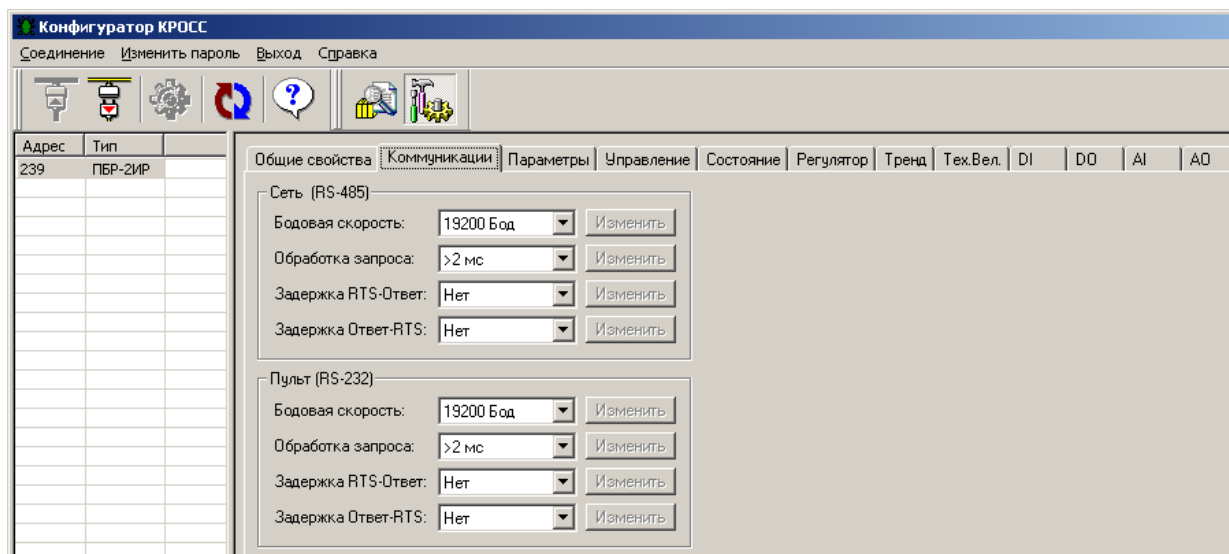 Конфигуратор КРОСС
Соединение Изменить пароль Выход Справка
Адрес Тип
239 ПБР-2ИР
Общие свойства Коммуникации Параметры Управление Состояние Регулятор Тренд Тех.Вел. DI DO AI AO
Сеть (RS-485)
Бодовая скорость: 19200 Бод Изменить
Обработка запроса: >2 мс Изменить
Задержка RTS-Ответ: Нет Изменить
Задержка Ответ-RTS: Нет Изменить
Пульт (RS-232)
Бодовая скорость: 19200 Бод Изменить
Обработка запроса: >2 мс Изменить
Задержка RTS-Ответ: Нет Изменить
Задержка Ответ-RTS: Нет Изменить